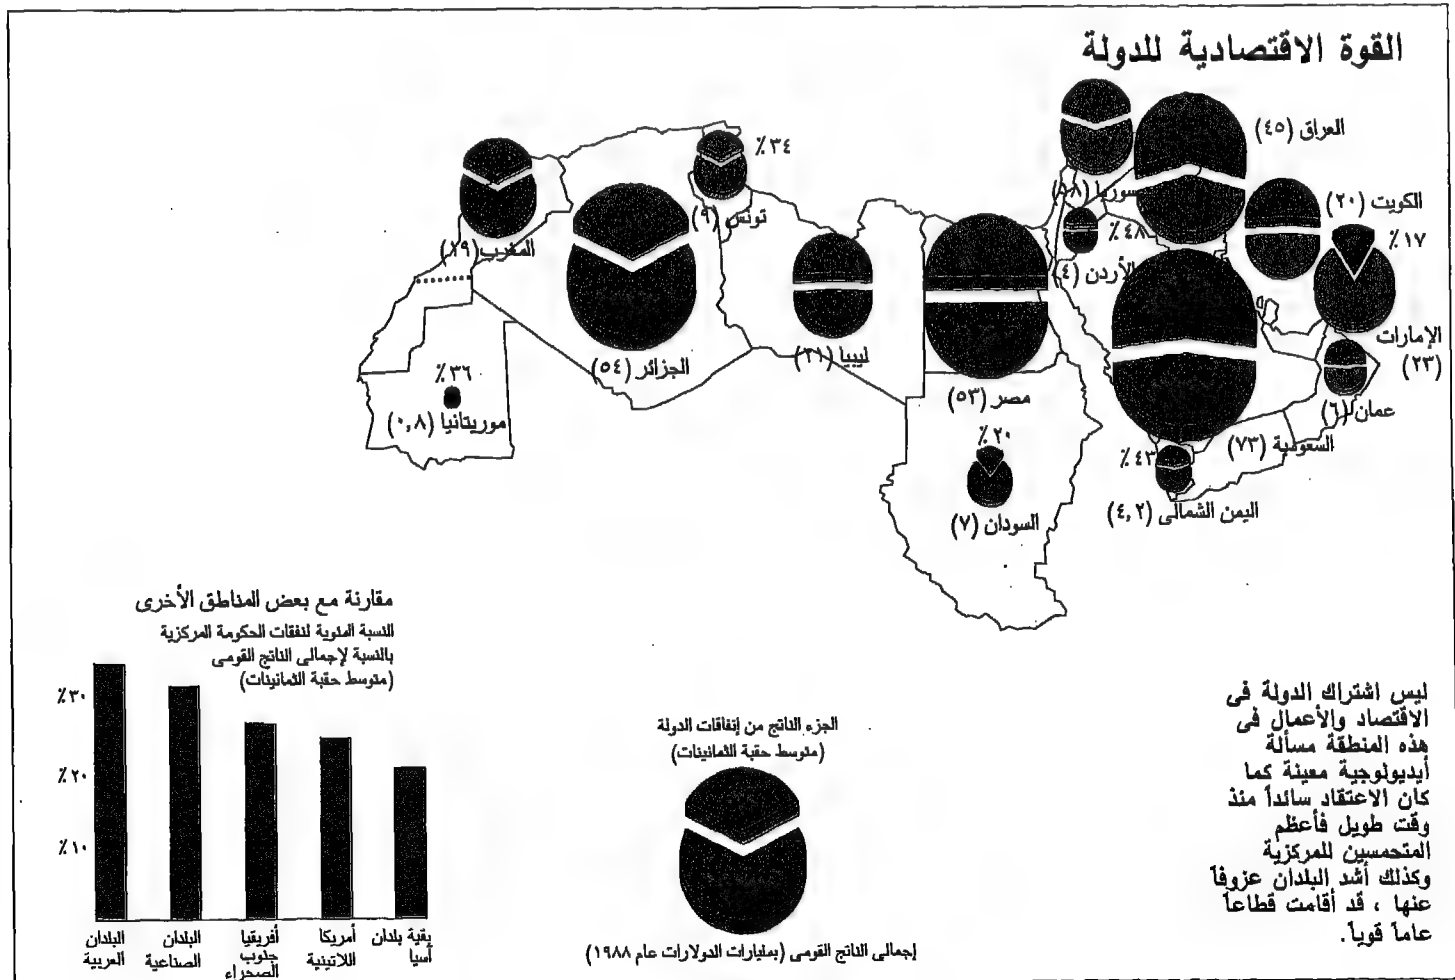 القوة الاقتصادية للدولة
العراق (٤٥)
الكويت (٢٠)
٪١٧
الإمارات
(٢٣)
عمان (٦)
السعودية (٧٣)
٪٤٣
اليمن الشمالى (٤,٢)
سوريا
٪٤٨
الأردن (٤)
مصر (٥٣)
٪٢٠
السودان (٧)
ليبيا
٪٣٤
تونس (٩)
الجزائر (٥٤)
المغرب (١٩)
٪٣٦
موريتانيا (٠,٨)
مقارنة مع بعض المناطق الأخرى
النسبة المئوية لنفقات الحكومة المركزية
بالنسبة لإجمالى الناتج القومى
(متوسط حقبة الثمانينات)
٪٣٠
٪٢٠
٪١٠
البلدان
العربية
البلدان
الصناعية
أفريقيا
جنوب
الصحراء
أمريكا
اللاتينية
بقية بلدان
آسيا
الجزء الناتج من إنفاقات الدولة
(متوسط حقبة الثمانينات)
إجمالى الناتج القومى (بمليارات الدولارات عام ١٩٨٨)
ليس اشتراك الدولة فى
الاقتصاد والأعمال فى
هذه المنطقة مسألة
أيديولوجية معينة كما
كان الاعتقاد سائداً منذ
وقت طويل فأعظم
المتحمسين للمركزية
وكذلك أشد البلدان عزوفاً
عنها ، قد أقامت قطاعاً
عاماً قوياً.